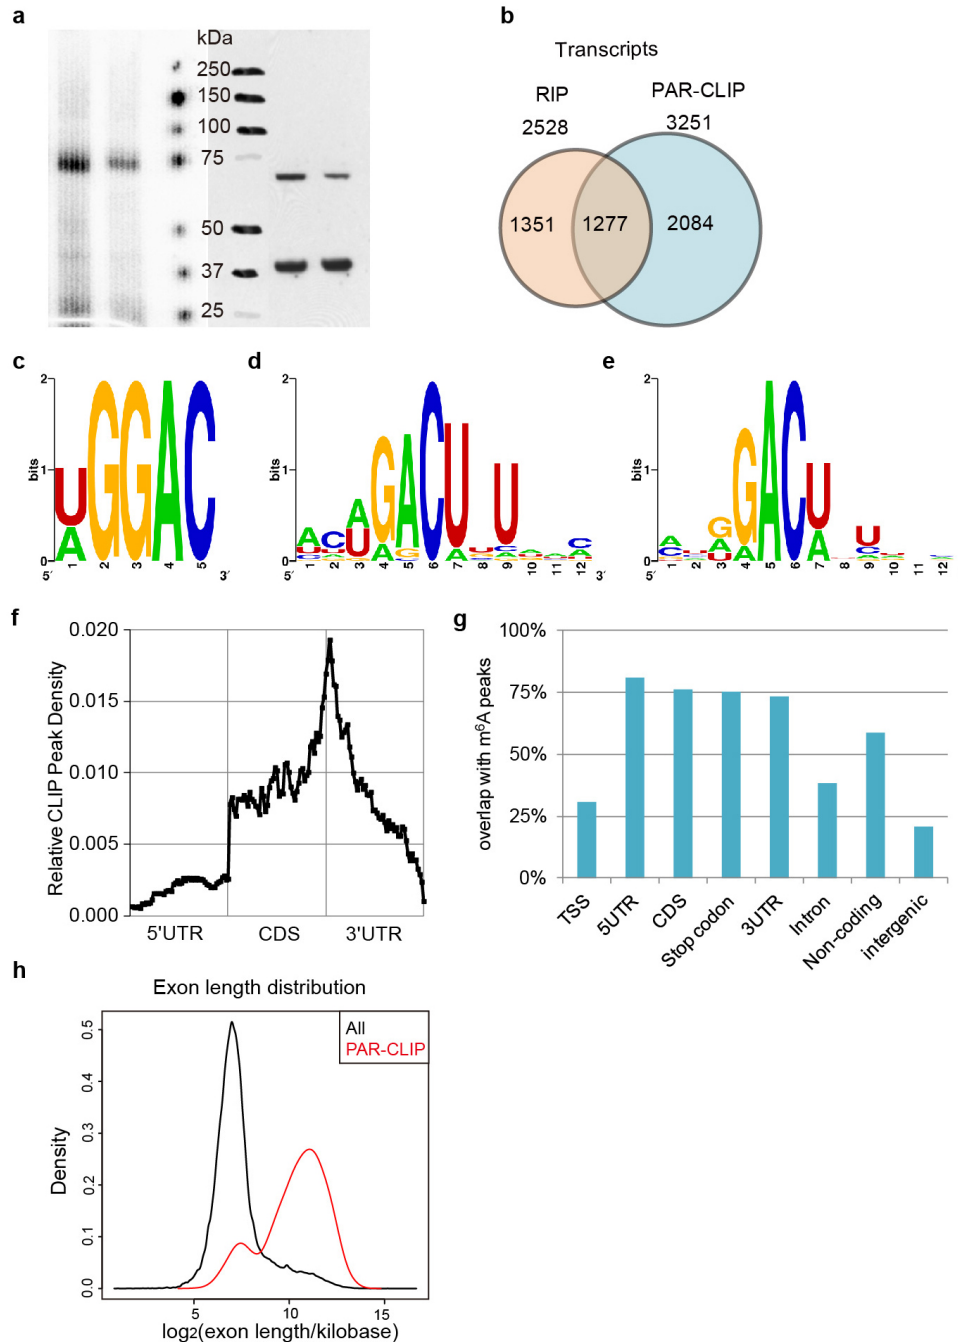 a
kDa
250
150
100
75
50
37
25
b
Transcripts
RIP
2528
PAR-CLIP
3251
1351
1277
2084
c
2
bits
1
0
U
A
G
G
A
C
5′
1
2
3
4
5
3′
d
2
bits
1
0
A
C
A
U
G
A
A
G
C
U
A
U
C
C
5′
1
2
3
4
5
6
7
8
9
10
11
12
3′
e
2
bits
1
0
A
C
G
A
G
A
A
C
U
A
U
C
5′
1
2
3
4
5
6
7
8
9
10
11
12
3′
f
Relative CLIP Peak Density
0.020
0.015
0.010
0.005
0.000
5'UTR
CDS
3'UTR
g
overlap with m⁶A peaks
100%
75%
50%
25%
0%
TSS
5UTR
CDS
Stop codon
3UTR
Intron
Non-coding
intergenic
h
Exon length distribution
All
PAR-CLIP
Density
0.5
0.4
0.3
0.2
0.1
0.0
5
10
15
log2(exon length/kilobase)